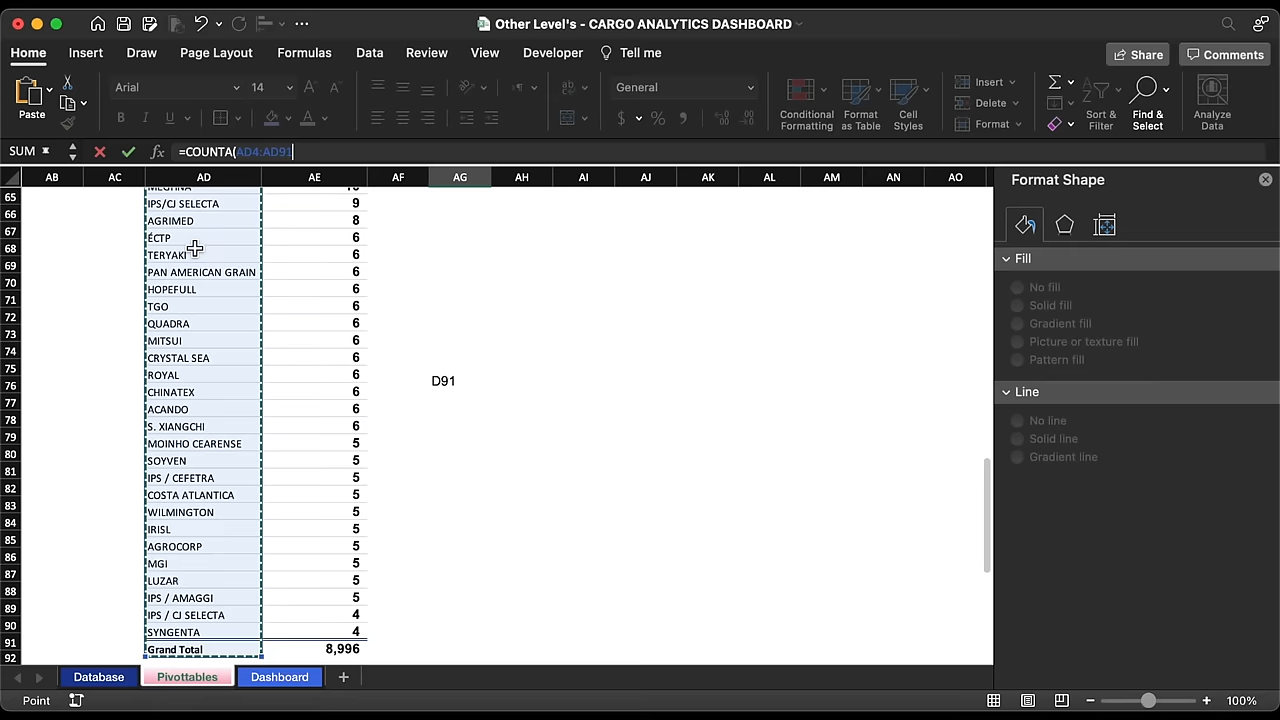 Other Level's - CARGO ANALYTICS DASHBOARD
Home Insert Draw Page Layout Formulas Data Review View Developer Tell me Share Comments
Paste Arial 14 General Conditional Formatting Format as Table Cell Styles Insert Delete Format Sort & Filter Find & Select Analyze Data
SUM =COUNTA(AD4:AD91
AB AC AD AE AF AG AH AI AJ AK AL AM AN AO
65
66 IPS/CJ SELECTA 9
67 AGRIMED 8
68 ÉCTP 6
69 TERYAKI 6
70 PAN AMERICAN GRAIN 6
71 HOPEFULL 6
72 TGO 6
73 QUADRA 6
74 MITSUI 6
75 CRYSTAL SEA 6
76 ROYAL 6 D91
77 CHINATEX 6
78 ACANDO 6
79 S. XIANGCHI 6
80 MOINHO CEARENSE 5
81 SOYVEN 5
82 IPS / CEFETRA 5
83 COSTA ATLANTICA 5
84 WILMINGTON 5
85 IRISL 5
86 AGROCORP 5
87 MGI 5
88 LUZAR 5
89 IPS / AMAGGI 5
90 IPS / CJ SELECTA 4
91 SYNGENTA 4
92 Grand Total 8,996
Format Shape
Fill
No fill
Solid fill
Gradient fill
Picture or texture fill
Pattern fill
Line
No line
Solid line
Gradient line
Database Pivottables Dashboard
Point 100%